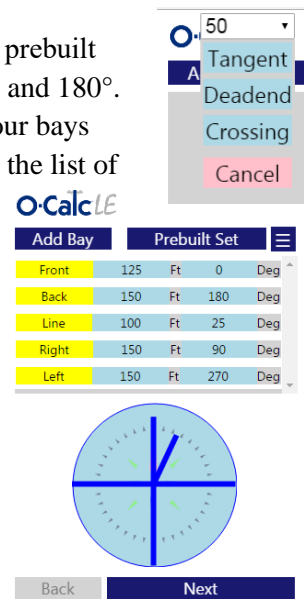 prebuilt
and 180°.
our bays
the list of
50
Tangent
Deadend
Crossing
Cancel
O-Calc LE
Add Bay Prebuilt Set ☰
Front 125 Ft 0 Deg
Back 150 Ft 180 Deg
Line 100 Ft 25 Deg
Right 150 Ft 90 Deg
Left 150 Ft 270 Deg
Back Next